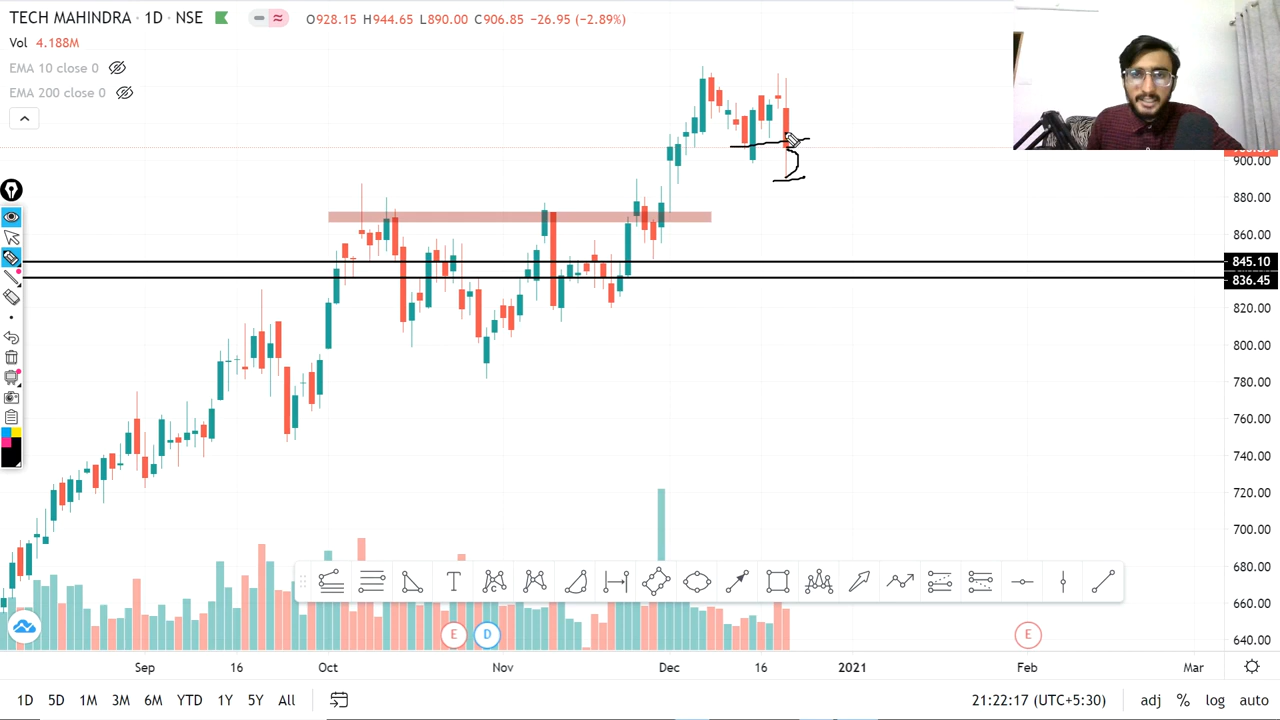 TECH MAHINDRA · 1D · NSE O928.15 H944.65 L890.00 C906.85 −26.95 (−2.89%)
Vol 4.188M
EMA 10 close 0
EMA 200 close 0
900.00
880.00
860.00
845.10
836.45
820.00
800.00
780.00
760.00
740.00
720.00
700.00
680.00
660.00
640.00
T
E D E
Sep 16 Oct Nov Dec 16 2021 Feb Mar
1D 5D 1M 3M 6M YTD 1Y 5Y All 21:22:17 (UTC+5:30) adj % log auto